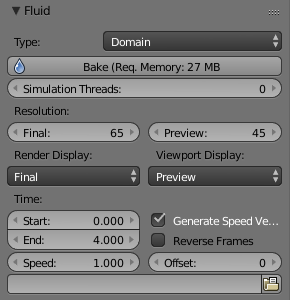 Fluid
Type: Domain
Bake (Req. Memory: 27 MB
Simulation Threads: 0
Resolution:
Final: 65 Preview: 45
Render Display: Viewport Display:
Final Preview
Time:
Start: 0.000 Generate Speed Ve...
End: 4.000 Reverse Frames
Speed: 1.000 Offset: 0